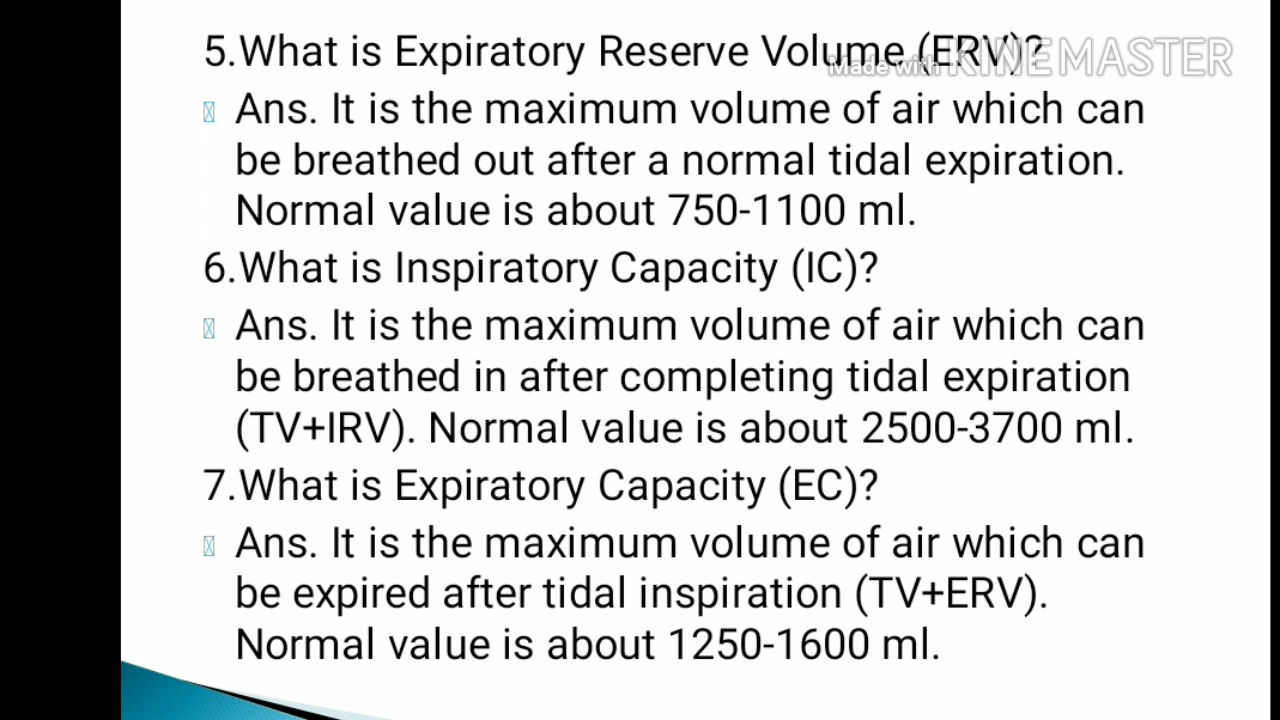 5.What is Expiratory Reserve Volume (ERV)?
Made with KINEMASTER
Ans. It is the maximum volume of air which can
be breathed out after a normal tidal expiration.
Normal value is about 750-1100 ml.
6.What is Inspiratory Capacity (IC)?
Ans. It is the maximum volume of air which can
be breathed in after completing tidal expiration
(TV+IRV). Normal value is about 2500-3700 ml.
7.What is Expiratory Capacity (EC)?
Ans. It is the maximum volume of air which can
be expired after tidal inspiration (TV+ERV).
Normal value is about 1250-1600 ml.